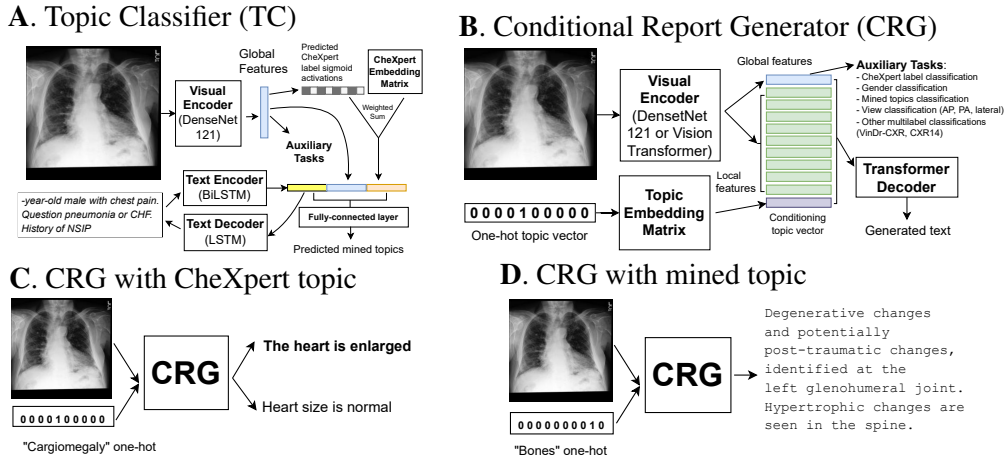 A. Topic Classifier (TC)
Global
Features
Predicted
CheXpert
label sigmoid
activations
CheXpert
Embedding
Matrix
Visual
Encoder
(DenseNet
121)
Weighted
Sum
Auxiliary
Tasks
-year-old male with chest pain.
Question pneumonia or CHF.
History of NSIP
Text Encoder
(BiLSTM)
Text Decoder
(LSTM)
Fully-connected layer
Predicted mined topics
B. Conditional Report Generator (CRG)
Global features
Auxiliary Tasks:
- CheXpert label classification
- Gender classification
- Mined topics classification
- View classification (AP, PA, lateral)
- Other multilabel classifications
(VinDr-CXR, CXR14)
Visual
Encoder
(DensetNet
121 or Vision
Transformer)
Local
features
Transformer
Decoder
Generated text
0 0 0 0 1 0 0 0 0 0
One-hot topic vector
Topic
Embedding
Matrix
Conditioning
topic vector
C. CRG with CheXpert topic
CRG
The heart is enlarged
Heart size is normal
0 0 0 0 1 0 0 0 0 0
"Cargiomegaly" one-hot
D. CRG with mined topic
CRG
0 0 0 0 0 0 0 0 1 0
"Bones" one-hot
Degenerative changes
and potentially
post-traumatic changes,
identified at the
left glenohumeral joint.
Hypertrophic changes are
seen in the spine.